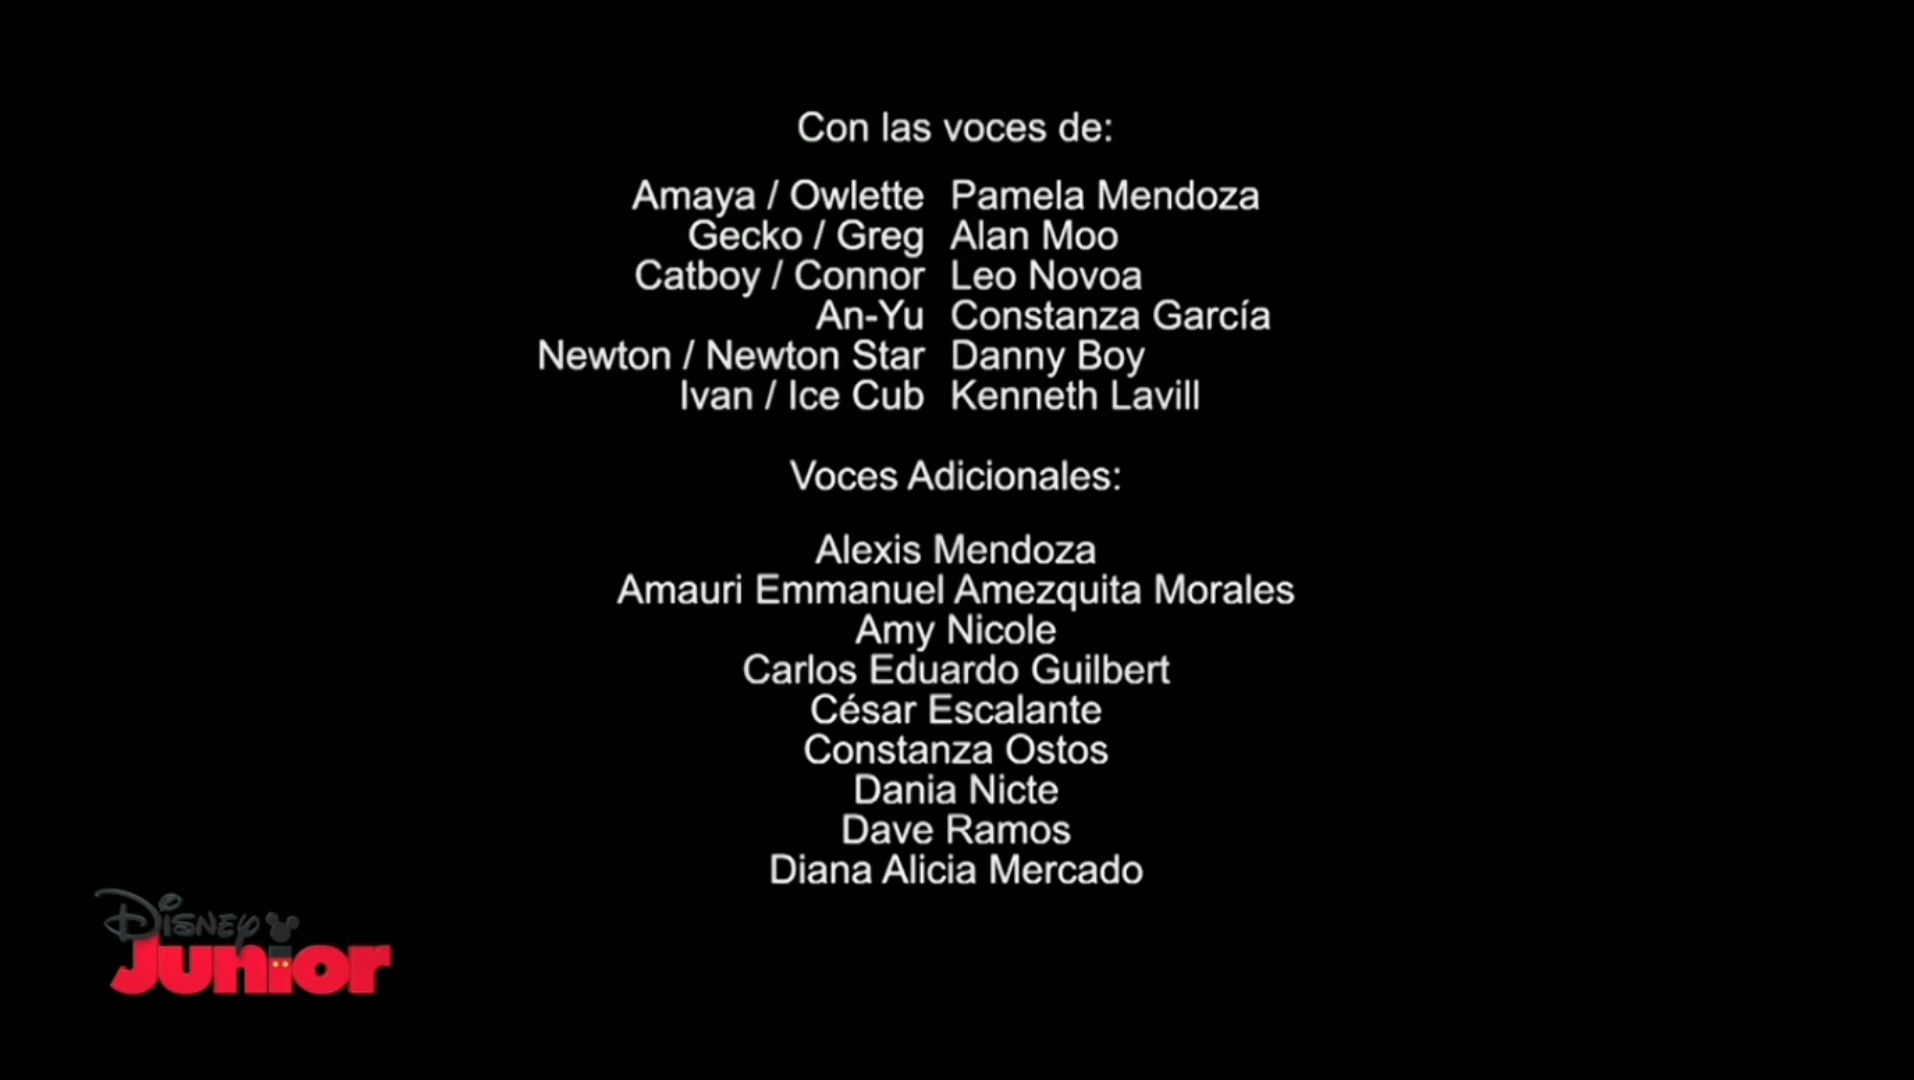 Con las voces de:
Amaya / Owlette Pamela Mendoza
Gecko / Greg Alan Moo
Catboy / Connor Leo Novoa
An-Yu Constanza García
Newton / Newton Star Danny Boy
Ivan / Ice Cub Kenneth Lavill
Voces Adicionales:
Alexis Mendoza
Amauri Emmanuel Amezquita Morales
Amy Nicole
Carlos Eduardo Guilbert
César Escalante
Constanza Ostos
Dania Nicte
Dave Ramos
Diana Alicia Mercado
Disney
Junior